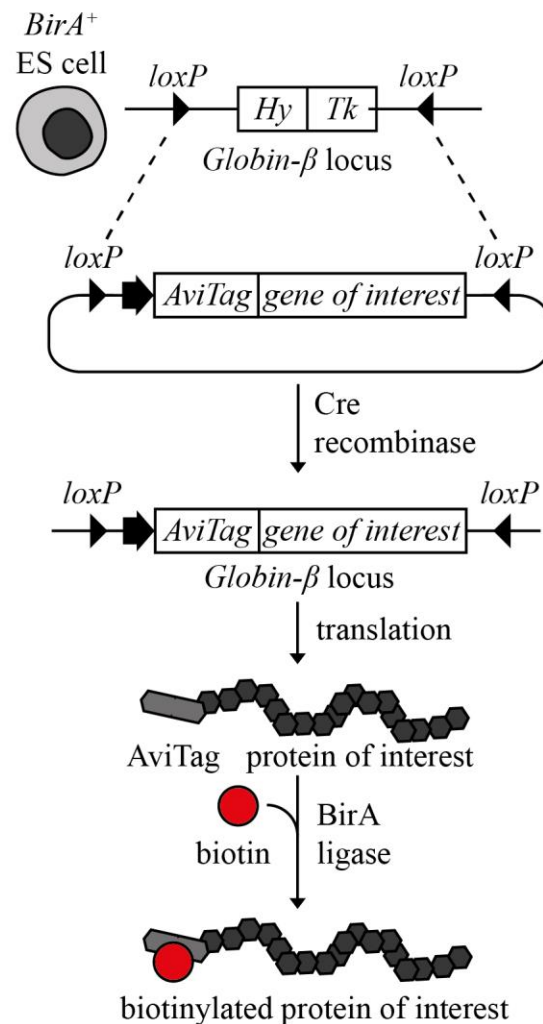 BirA+
ES cell
loxP loxP
Hy Tk
Globin-β locus
loxP loxP
AviTag gene of interest
Cre
recombinase
loxP loxP
AviTag gene of interest
Globin-β locus
translation
AviTag protein of interest
biotin
BirA
ligase
biotinylated protein of interest